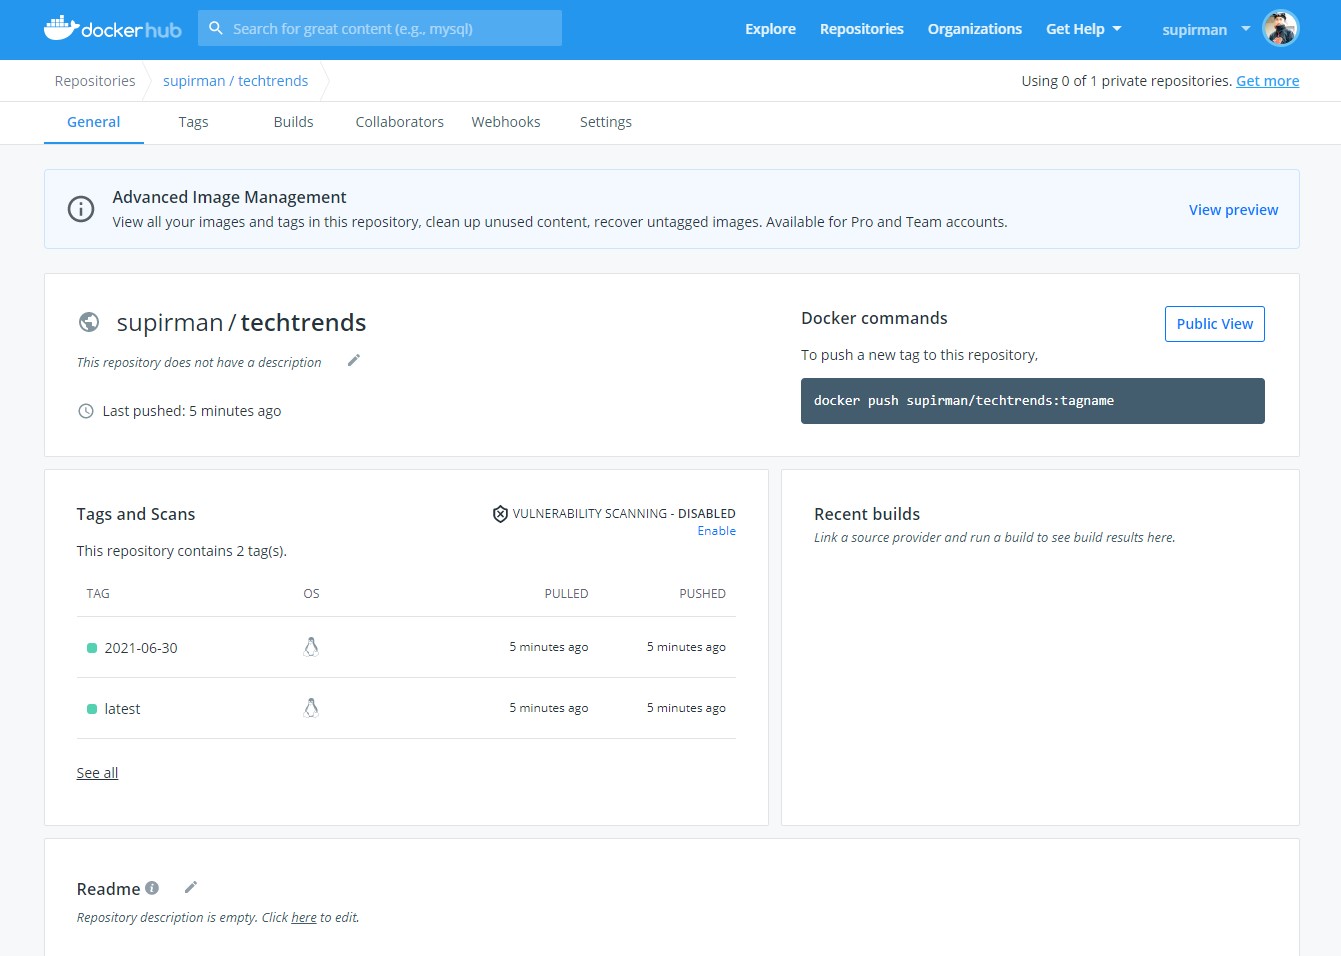 docker hub
Search for great content (e.g., mysql)
Explore
Repositories
Organizations
Get Help
supirman
Repositories
supirman / techtrends
Using 0 of 1 private repositories. Get more
General
Tags
Builds
Collaborators
Webhooks
Settings
Advanced Image Management
View all your images and tags in this repository, clean up unused content, recover untagged images. Available for Pro and Team accounts.
View preview
supirman / techtrends
This repository does not have a description
Last pushed: 5 minutes ago
Docker commands
Public View
To push a new tag to this repository,
docker push supirman/techtrends:tagname
Tags and Scans
VULNERABILITY SCANNING - DISABLED
Enable
This repository contains 2 tag(s).
TAG OS PULLED PUSHED
2021-06-30 5 minutes ago 5 minutes ago
latest 5 minutes ago 5 minutes ago
See all
Recent builds
Link a source provider and run a build to see build results here.
Readme
Repository description is empty. Click here to edit.